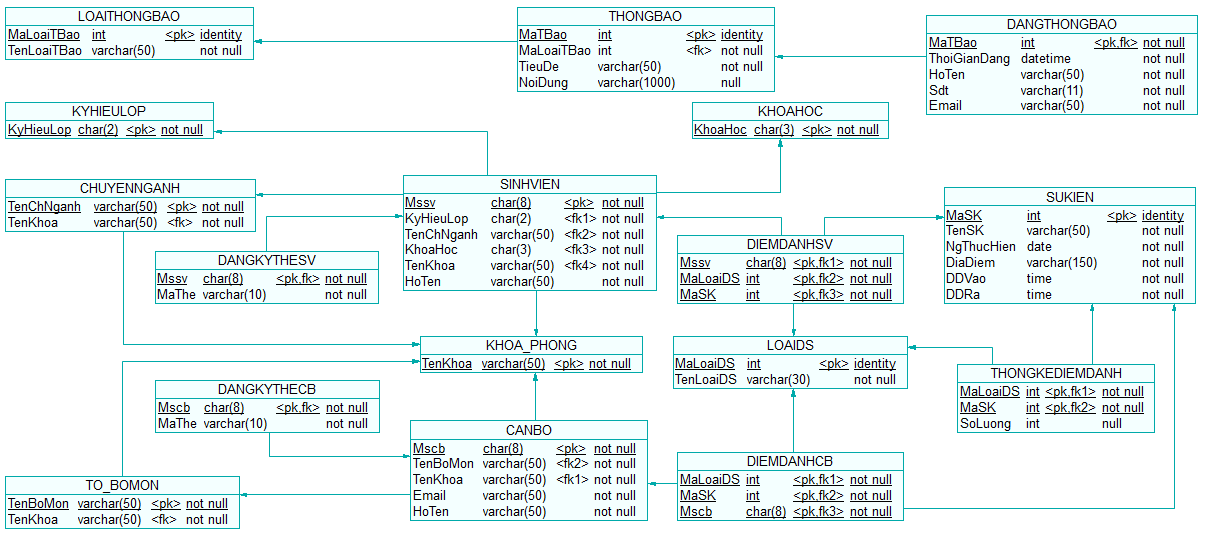 LOAITHONGBAO
MaLoaiTBao int <pk> identity
TenLoaiTBao varchar(50) not null
THONGBAO
MaTBao int <pk> identity
MaLoaiTBao int <fk> not null
TieuDe varchar(50) not null
NoiDung varchar(1000) null
DANGTHONGBAO
MaTBao int <pk,fk> not null
ThoiGianDang datetime not null
HoTen varchar(50) not null
Sdt varchar(11) not null
Email varchar(50) not null
KYHIEULOP
KyHieuLop char(2) <pk> not null
KHOAHOC
KhoaHoc char(3) <pk> not null
CHUYENNGANH
TenChNganh varchar(50) <pk> not null
TenKhoa varchar(50) <fk> not null
SINHVIEN
Mssv char(8) <pk> not null
KyHieuLop char(2) <fk1> not null
TenChNganh varchar(50) <fk2> not null
KhoaHoc char(3) <fk3> not null
TenKhoa varchar(50) <fk4> not null
HoTen varchar(50) not null
SUKIEN
MaSK int <pk> identity
TenSK varchar(50) not null
NgThucHien date not null
DiaDiem varchar(150) not null
DDVao time not null
DDRa time not null
DANGKYTHESV
Mssv char(8) <pk,fk> not null
MaThe varchar(10) not null
DIEMDANHSV
Mssv char(8) <pk,fk1> not null
MaLoaiDS int <pk,fk2> not null
MaSK int <pk,fk3> not null
KHOA_PHONG
TenKhoa varchar(50) <pk> not null
LOAIDS
MaLoaiDS int <pk> identity
TenLoaiDS varchar(30) not null
THONGKEDIEMDANH
MaLoaiDS int <pk,fk1> not null
MaSK int <pk,fk2> not null
SoLuong int null
DANGKYTHECB
Mscb char(8) <pk,fk> not null
MaThe varchar(10) not null
CANBO
Mscb char(8) <pk> not null
TenBoMon varchar(50) <fk2> not null
TenKhoa varchar(50) <fk1> not null
Email varchar(50) not null
HoTen varchar(50) not null
DIEMDANHCB
MaLoaiDS int <pk,fk1> not null
MaSK int <pk,fk2> not null
Mscb char(8) <pk,fk3> not null
TO_BOMON
TenBoMon varchar(50) <pk> not null
TenKhoa varchar(50) <fk> not null